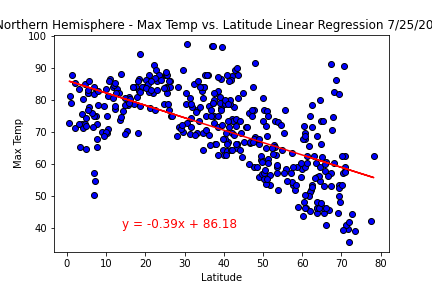 Northern Hemisphere - Max Temp vs. Latitude Linear Regression 7/25/20
100
90
80
70
60
50
40
Max Temp
y = -0.39x + 86.18
0 10 20 30 40 50 60 70 80
Latitude